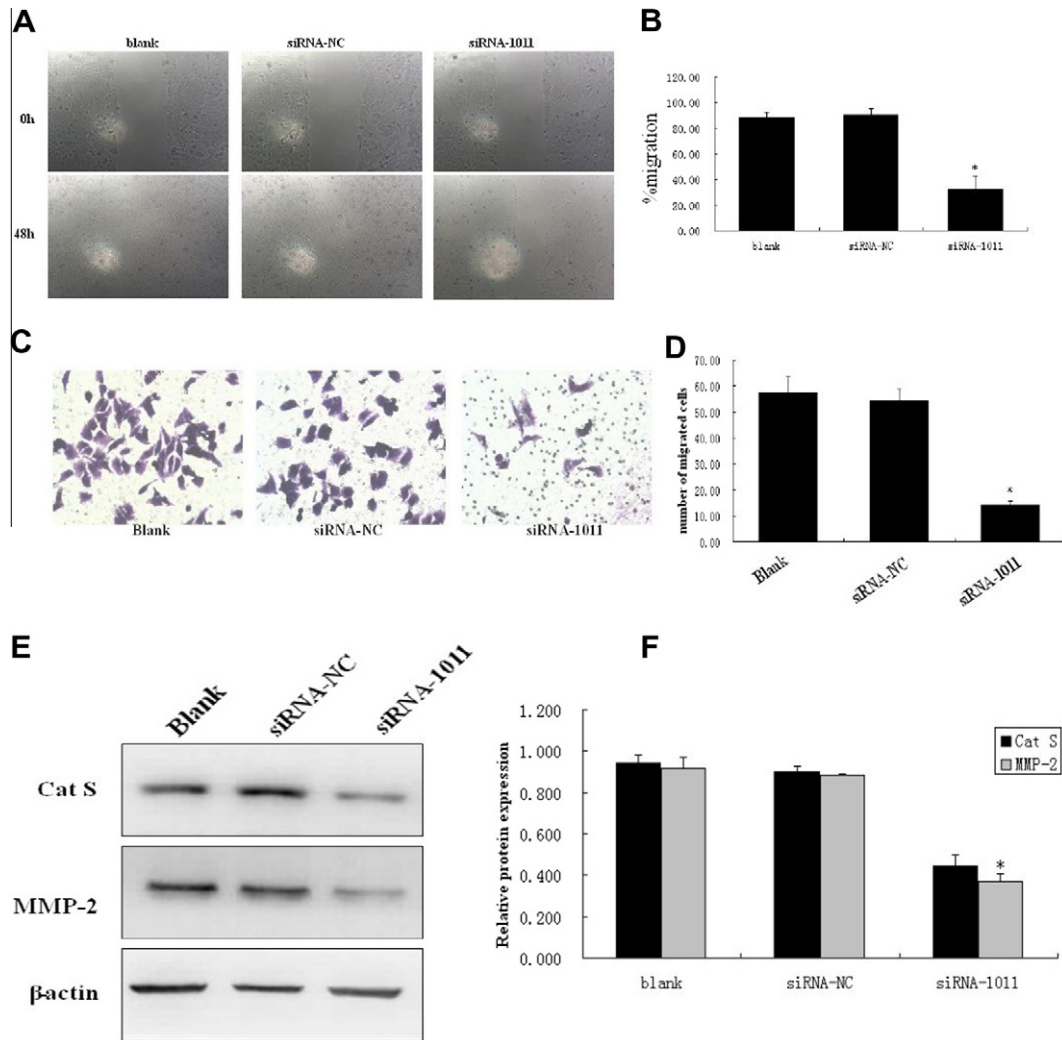 A
blank siRNA-NC siRNA-1011
0h
48h
B
%migration
120.00
100.00
80.00
60.00
40.00
20.00
0.00
*
blank siRNA-NC siRNA-1011
C
Blank siRNA-NC siRNA-1011
D
number of migrated cells
70.00
60.00
50.00
40.00
30.00
20.00
10.00
0.00
*
Blank siRNA-NC siRNA-1011
E
Blank siRNA-NC siRNA-1011
Cat S
MMP-2
β-actin
F
Relative protein expression
1.200
1.000
0.800
0.600
0.400
0.200
0.000
Cat S
MMP-2
*
blank siRNA-NC siRNA-1011